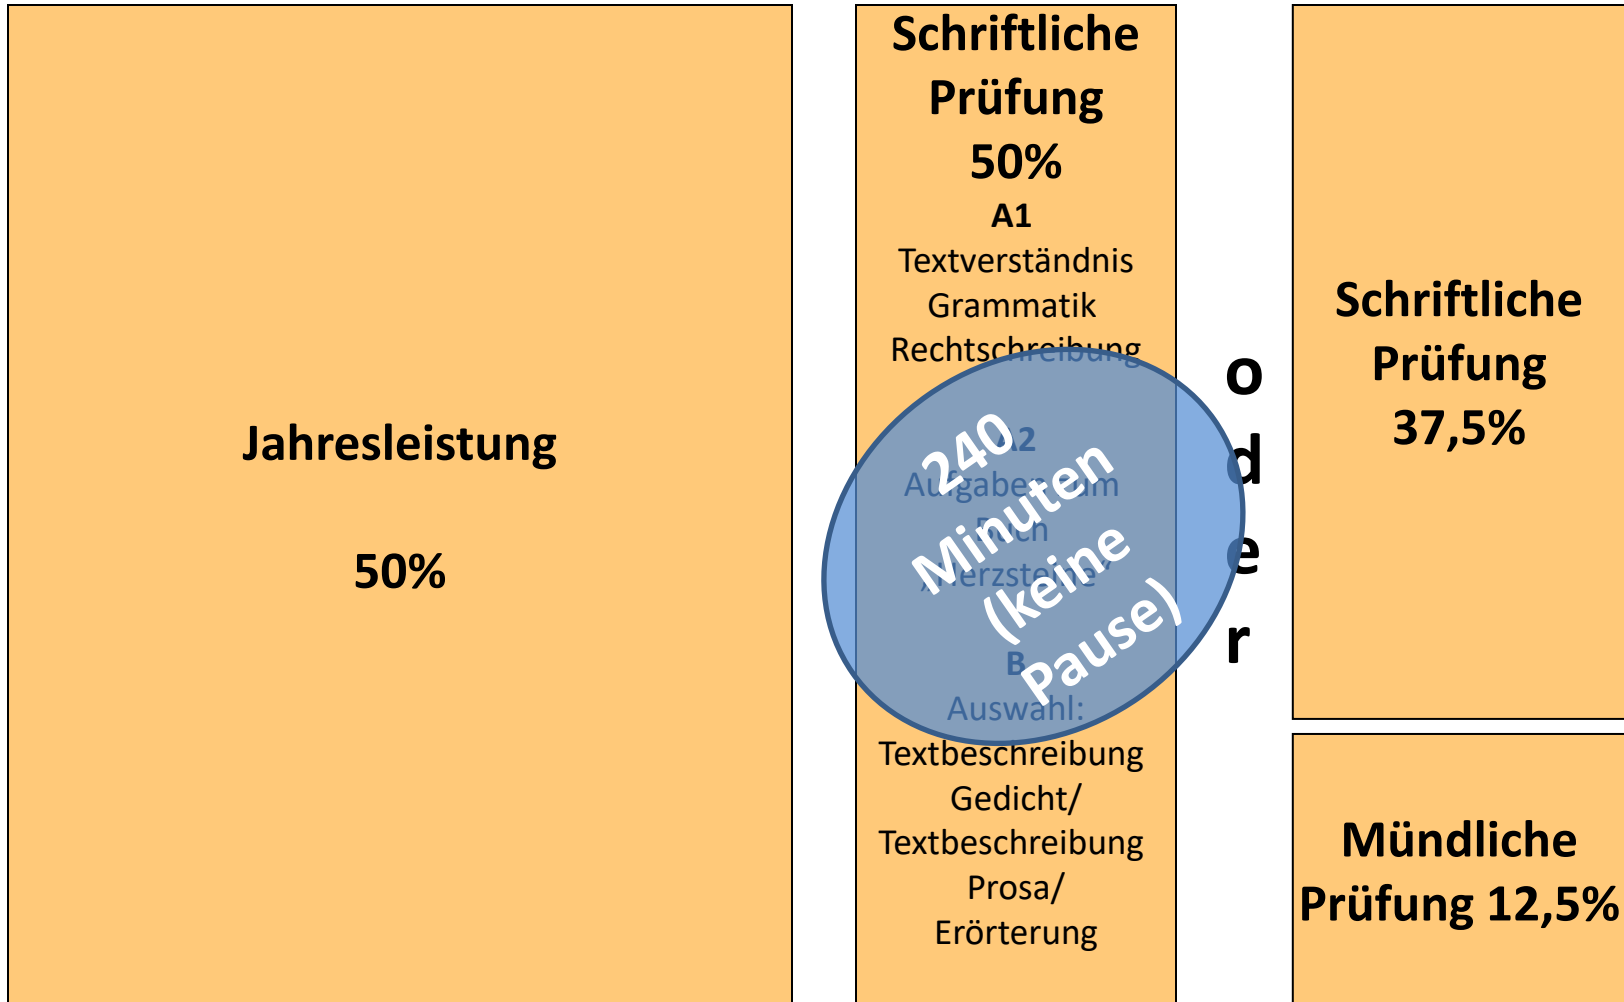 Jahresleistung
50%
Schriftliche
Prüfung
50%
A1
Textverständnis
Grammatik
Rechtschreibung
A2
Aufgaben zum
Buch
„Herzsteine“
B
Auswahl:
Textbeschreibung
Gedicht/
Textbeschreibung
Prosa/
Erörterung
240
Minuten
(keine
Pause)
o
d
e
r
Schriftliche
Prüfung
37,5%
Mündliche
Prüfung 12,5%